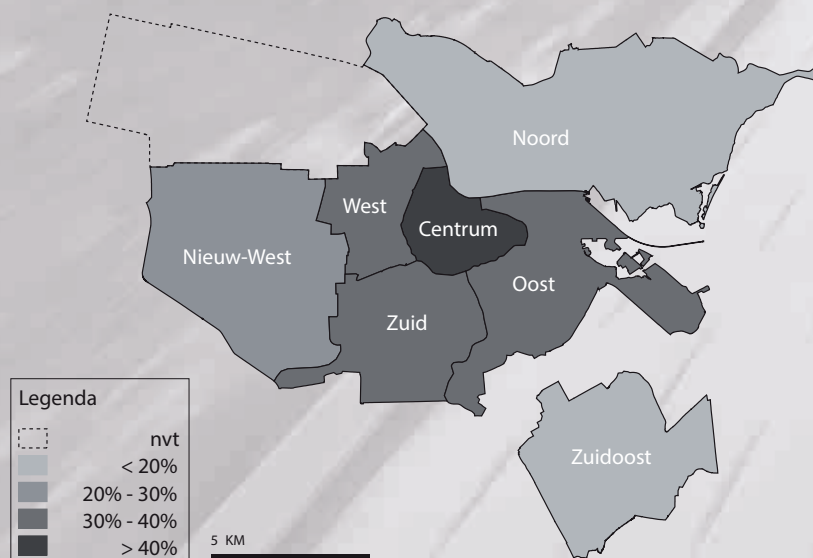 Noord
West
Centrum
Nieuw-West
Oost
Zuid
Zuidoost
Legenda
nvt
< 20%
20% - 30%
30% - 40%
> 40%
5 KM